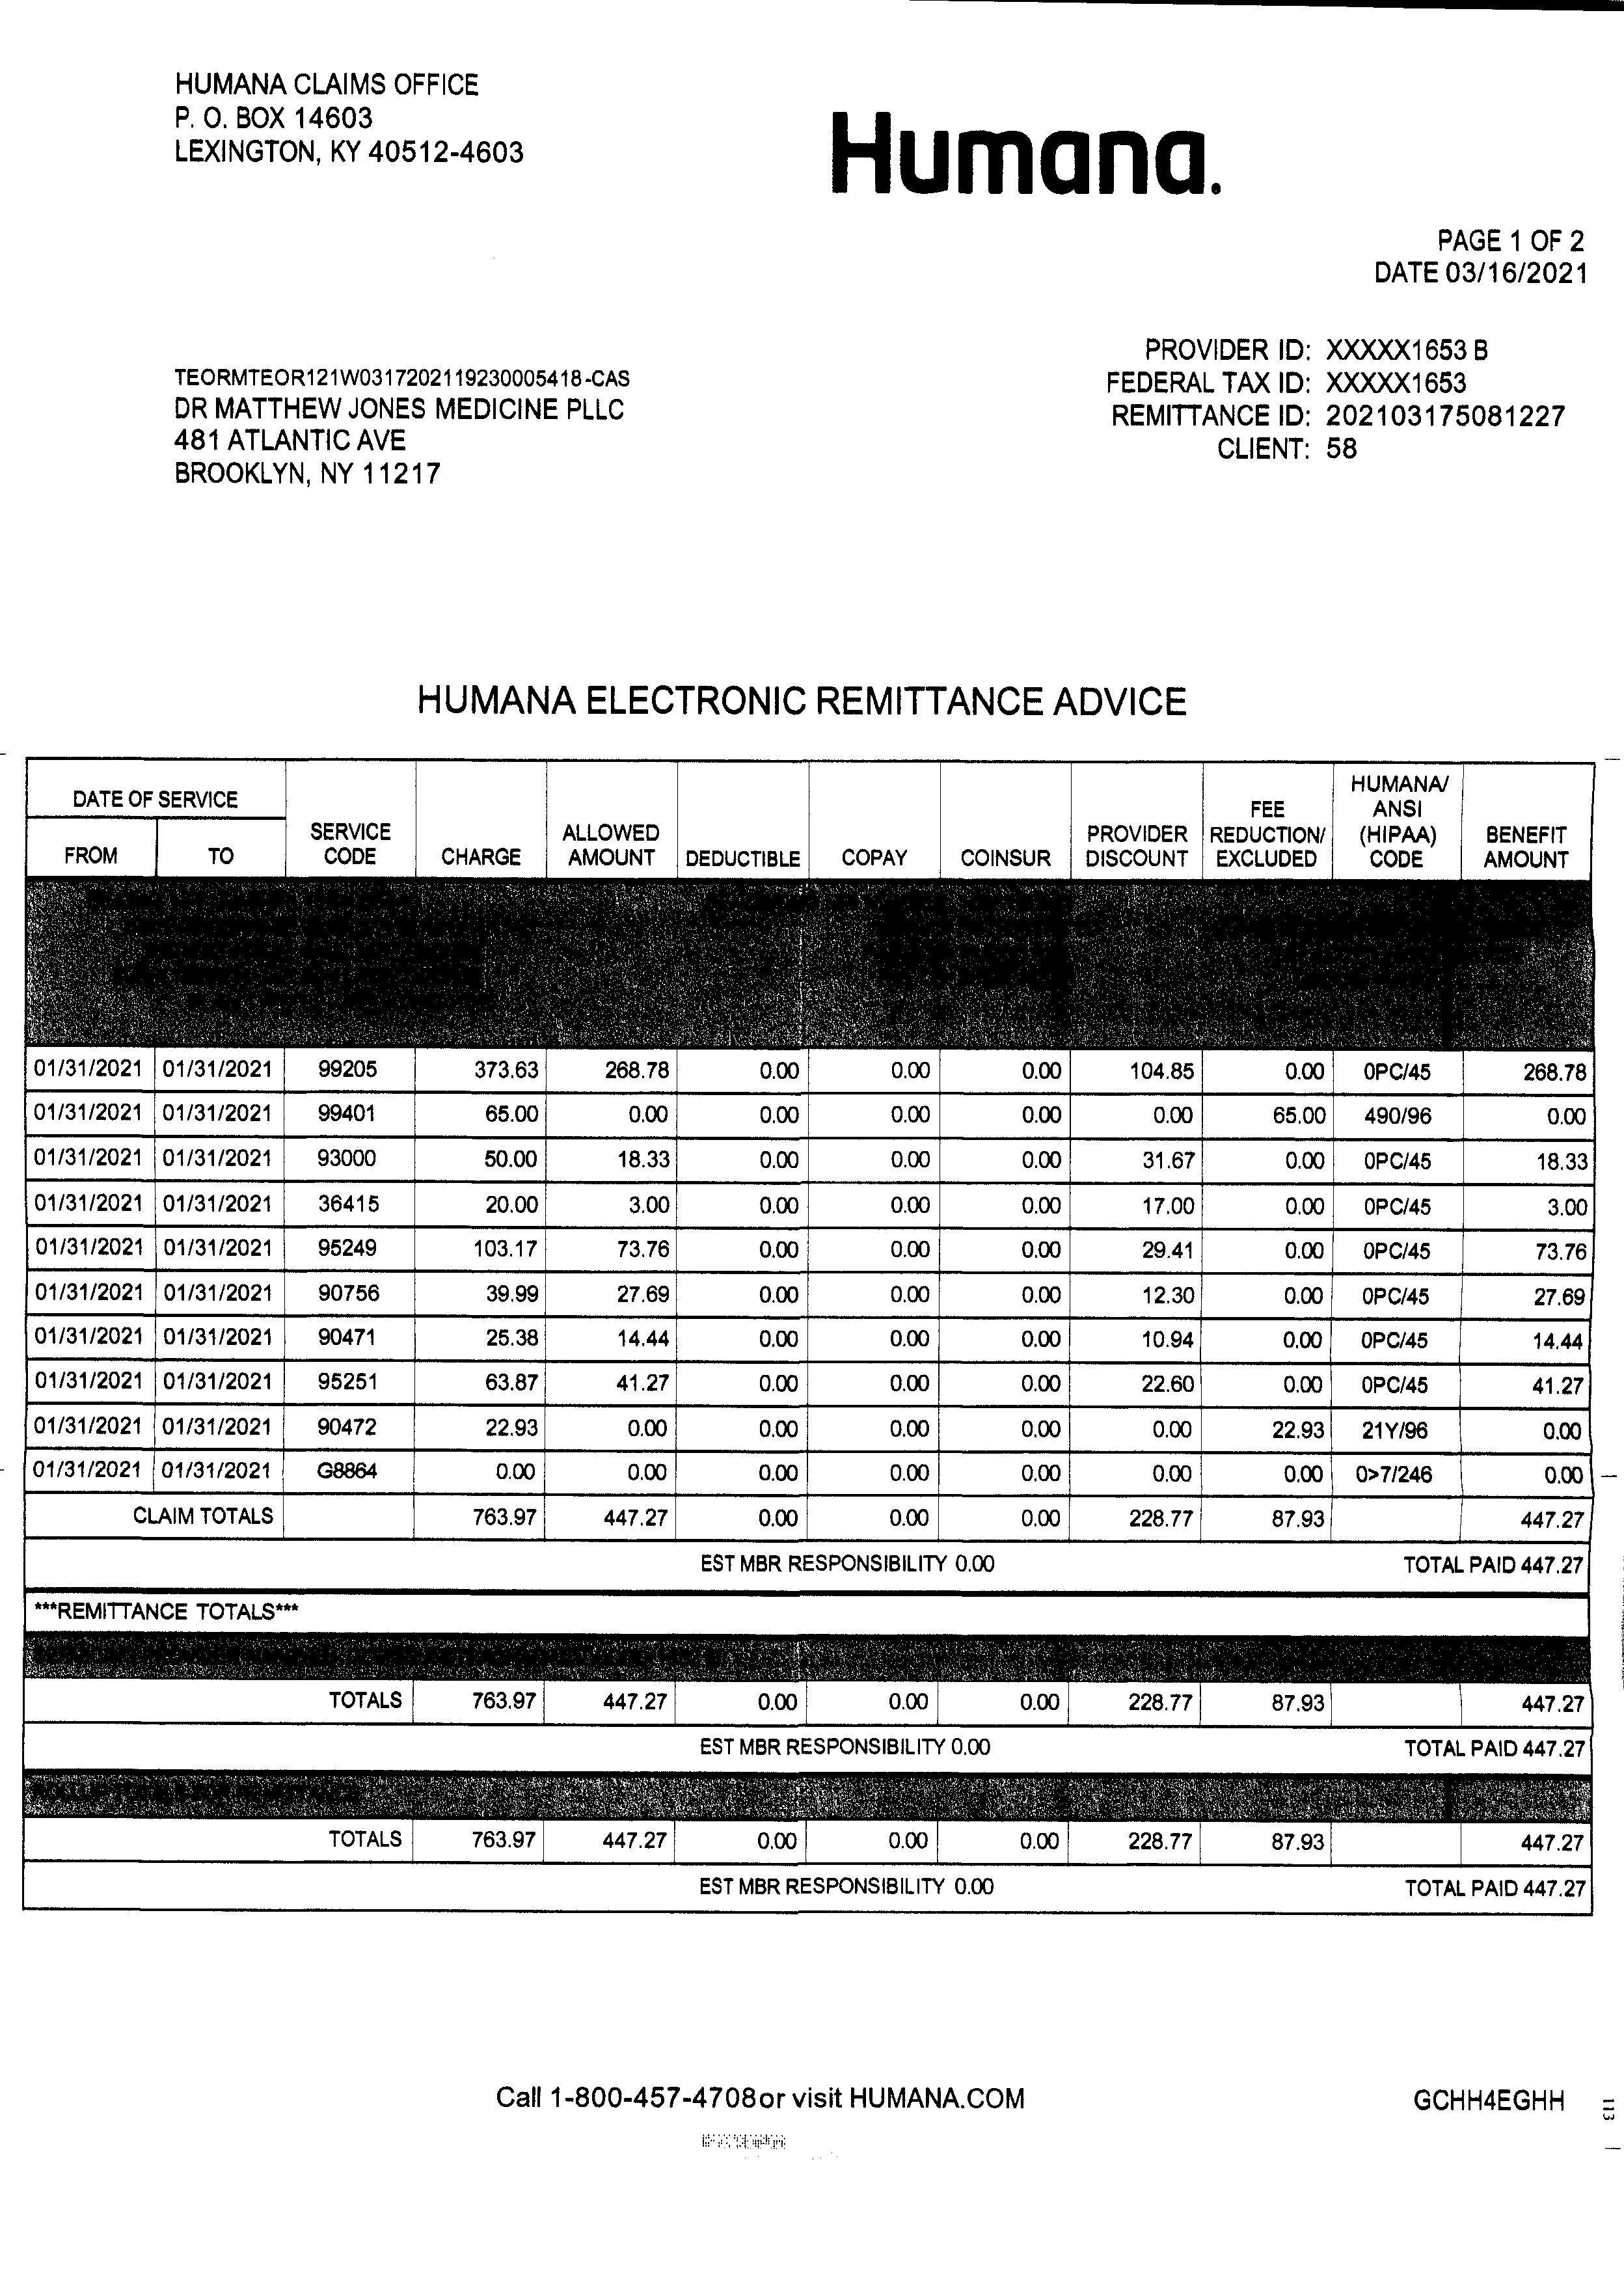 HUMANA CLAIMS OFFICE
P. O. BOX 14603
LEXINGTON, KY 40512-4603
Humana.
PAGE 1 OF 2
DATE 03/16/2021
PROVIDER ID: XXXXX1653 B
FEDERAL TAX ID: XXXXX1653
REMITTANCE ID: 202103175081227
CLIENT: 58
TEORMTEOR121W0317202119230005418-CAS
DR MATTHEW JONES MEDICINE PLLC
481 ATLANTIC AVE
BROOKLYN, NY 11217
HUMANA ELECTRONIC REMITTANCE ADVICE
DATE OF SERVICE FROM TO SERVICE CODE CHARGE ALLOWED AMOUNT DEDUCTIBLE COPAY COINSUR PROVIDER DISCOUNT FEE REDUCTION/ EXCLUDED HUMANA/ ANSI (HIPAA) CODE BENEFIT AMOUNT
01/31/2021 01/31/2021 99205 373.63 268.78 0.00 0.00 0.00 104.85 0.00 0PC/45 268.78
01/31/2021 01/31/2021 99401 65.00 0.00 0.00 0.00 0.00 0.00 65.00 490/96 0.00
01/31/2021 01/31/2021 93000 50.00 18.33 0.00 0.00 0.00 31.67 0.00 0PC/45 18.33
01/31/2021 01/31/2021 36415 20.00 3.00 0.00 0.00 0.00 17.00 0.00 0PC/45 3.00
01/31/2021 01/31/2021 95249 103.17 73.76 0.00 0.00 0.00 29.41 0.00 0PC/45 73.76
01/31/2021 01/31/2021 90756 39.99 27.69 0.00 0.00 0.00 12.30 0.00 0PC/45 27.69
01/31/2021 01/31/2021 90471 25.38 14.44 0.00 0.00 0.00 10.94 0.00 0PC/45 14.44
01/31/2021 01/31/2021 95251 63.87 41.27 0.00 0.00 0.00 22.60 0.00 0PC/45 41.27
01/31/2021 01/31/2021 90472 22.93 0.00 0.00 0.00 0.00 0.00 22.93 21Y/96 0.00
01/31/2021 01/31/2021 G8864 0.00 0.00 0.00 0.00 0.00 0.00 0.00 0>7/246 0.00
CLAIM TOTALS 763.97 447.27 0.00 0.00 0.00 228.77 87.93 447.27
EST MBR RESPONSIBILITY 0.00 TOTAL PAID 447.27
***REMITTANCE TOTALS***
TOTALS 763.97 447.27 0.00 0.00 0.00 228.77 87.93 447.27
EST MBR RESPONSIBILITY 0.00 TOTAL PAID 447.27
TOTALS 763.97 447.27 0.00 0.00 0.00 228.77 87.93 447.27
EST MBR RESPONSIBILITY 0.00 TOTAL PAID 447.27
Call 1-800-457-4708 or visit HUMANA.COM
GCHH4EGHH
113